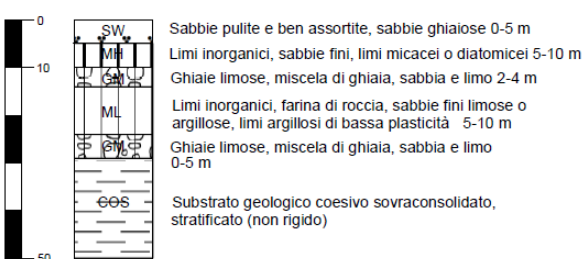 0
SW
Sabbie pulite e ben assortite, sabbie ghiaiose 0-5 m
MH
Limi inorganici, sabbie fini, limi micacei o diatomicei 5-10 m
10
GM
Ghiaie limose, miscela di ghiaia, sabbia e limo 2-4 m
ML
Limi inorganici, farina di roccia, sabbie fini limose o
argillose, limi argillosi di bassa plasticità 5-10 m
GM
Ghiaie limose, miscela di ghiaia, sabbia e limo
0-5 m
COS
Substrato geologico coesivo sovraconsolidato,
stratificato (non rigido)
50